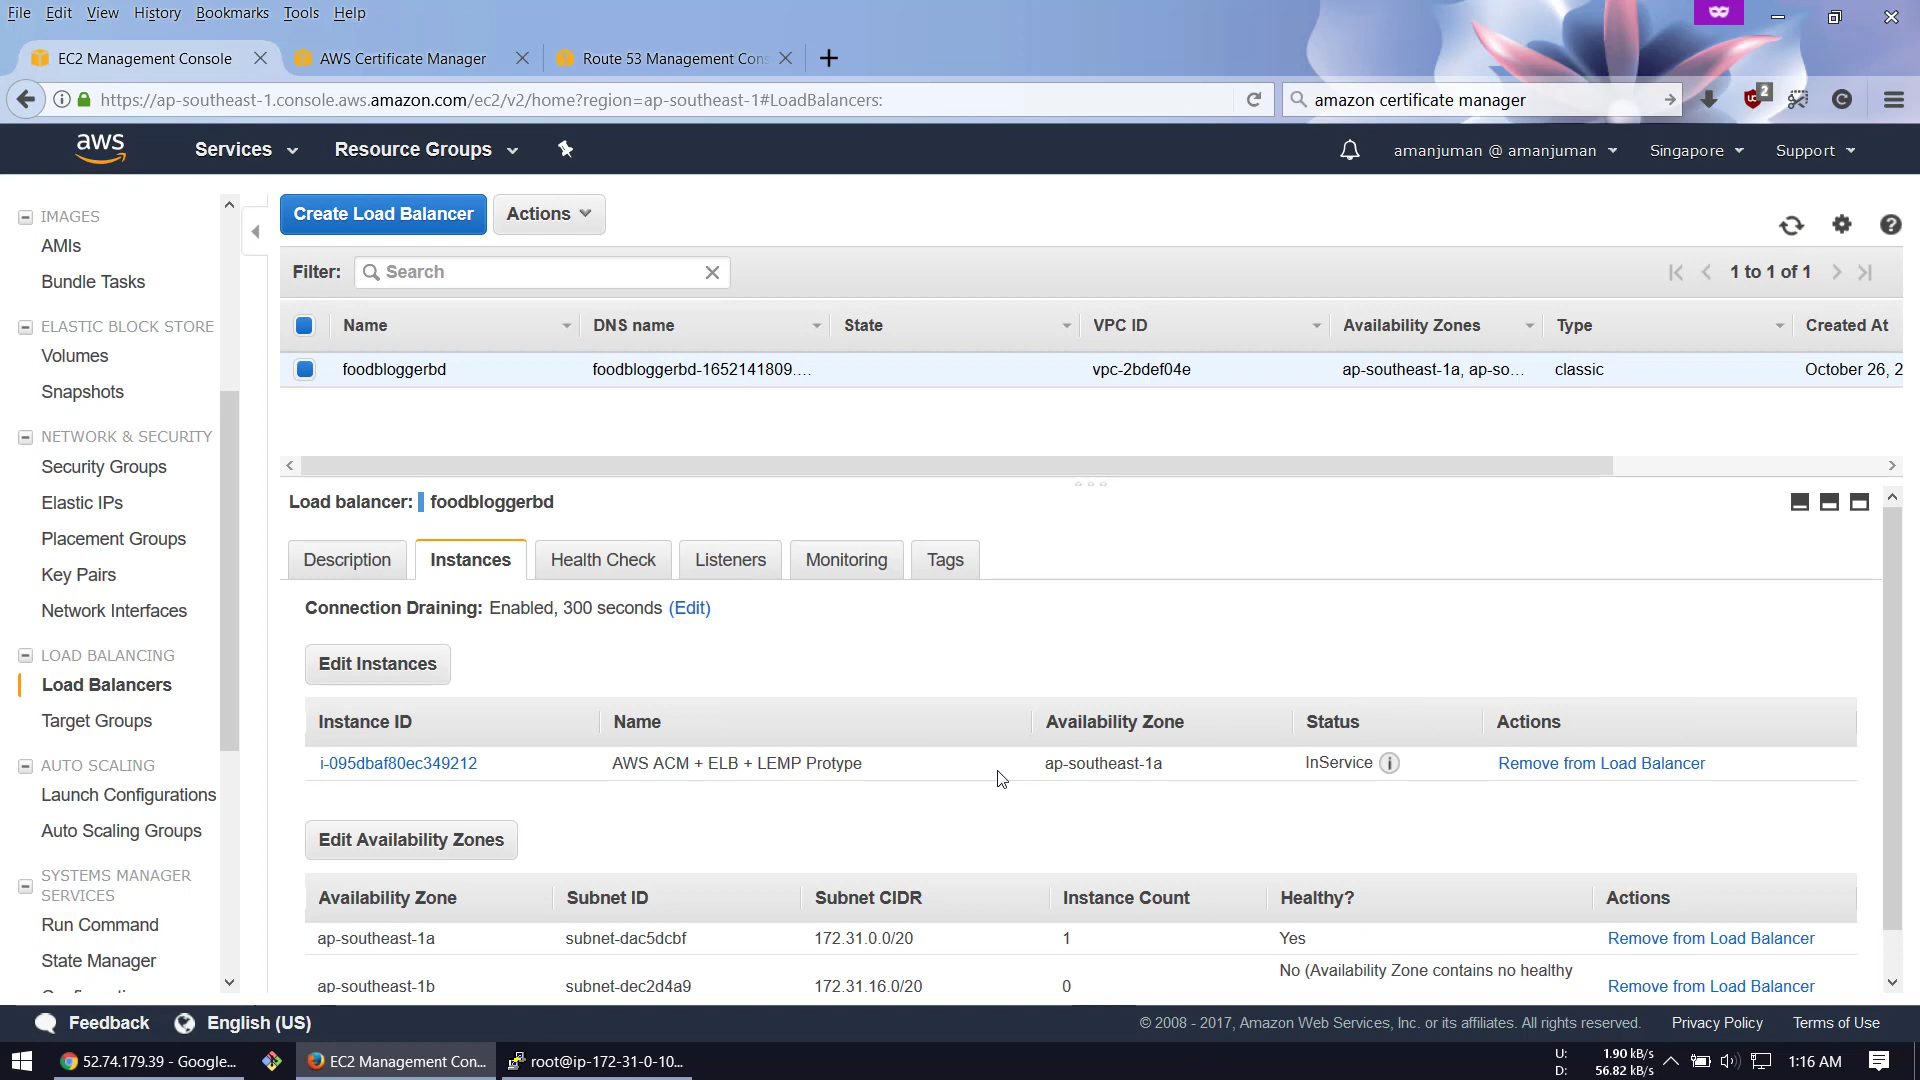 File Edit View History Bookmarks Tools Help
EC2 Management Console AWS Certificate Manager Route 53 Management Con
https://ap-southeast-1.console.aws.amazon.com/ec2/v2/home?region=ap-southeast-1#LoadBalancers: amazon certificate manager 2
aws Services Resource Groups amanjuman @ amanjuman Singapore Support
IMAGES
AMIs
Bundle Tasks
ELASTIC BLOCK STORE
Volumes
Snapshots
NETWORK & SECURITY
Security Groups
Elastic IPs
Placement Groups
Key Pairs
Network Interfaces
LOAD BALANCING
Load Balancers
Target Groups
AUTO SCALING
Launch Configurations
Auto Scaling Groups
SYSTEMS MANAGER
SERVICES
Run Command
State Manager
Create Load Balancer Actions
Filter: Search 1 to 1 of 1
Name DNS name State VPC ID Availability Zones Type Created At
foodbloggerbd foodbloggerbd-1652141809.... vpc-2bdef04e ap-southeast-1a, ap-so... classic October 26, 2
Load balancer: foodbloggerbd
Description Instances Health Check Listeners Monitoring Tags
Connection Draining: Enabled, 300 seconds (Edit)
Edit Instances
Instance ID Name Availability Zone Status Actions
i-095dbaf80ec349212 AWS ACM + ELB + LEMP Protype ap-southeast-1a InService i Remove from Load Balancer
Edit Availability Zones
Availability Zone Subnet ID Subnet CIDR Instance Count Healthy? Actions
ap-southeast-1a subnet-dac5dcbf 172.31.0.0/20 1 Yes Remove from Load Balancer
ap-southeast-1b subnet-dec2d4a9 172.31.16.0/20 0 No (Availability Zone contains no healthy Remove from Load Balancer
Feedback English (US) © 2008 - 2017, Amazon Web Services, Inc. or its affiliates. All rights reserved. Privacy Policy Terms of Use
52.74.179.39 - Google... EC2 Management Con... root@ip-172-31-0-10... U: 1.90 kB/s
D: 56.82 kB/s 1:16 AM